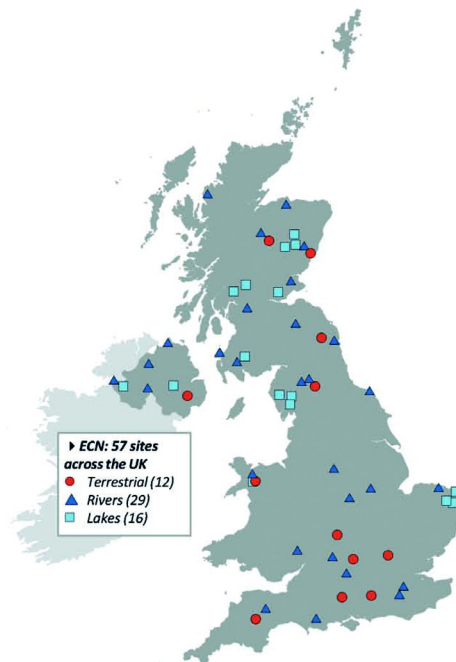 ECN: 57 sites
across the UK
Terrestrial (12)
Rivers (29)
Lakes (16)